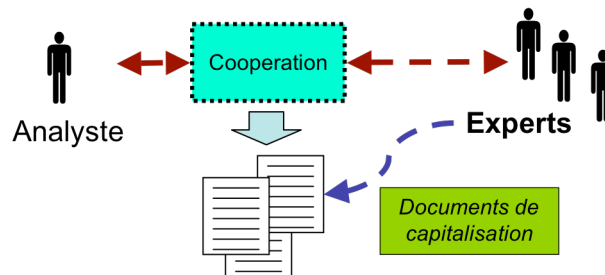 Cooperation
Analyste
Experts
Documents de
capitalisation